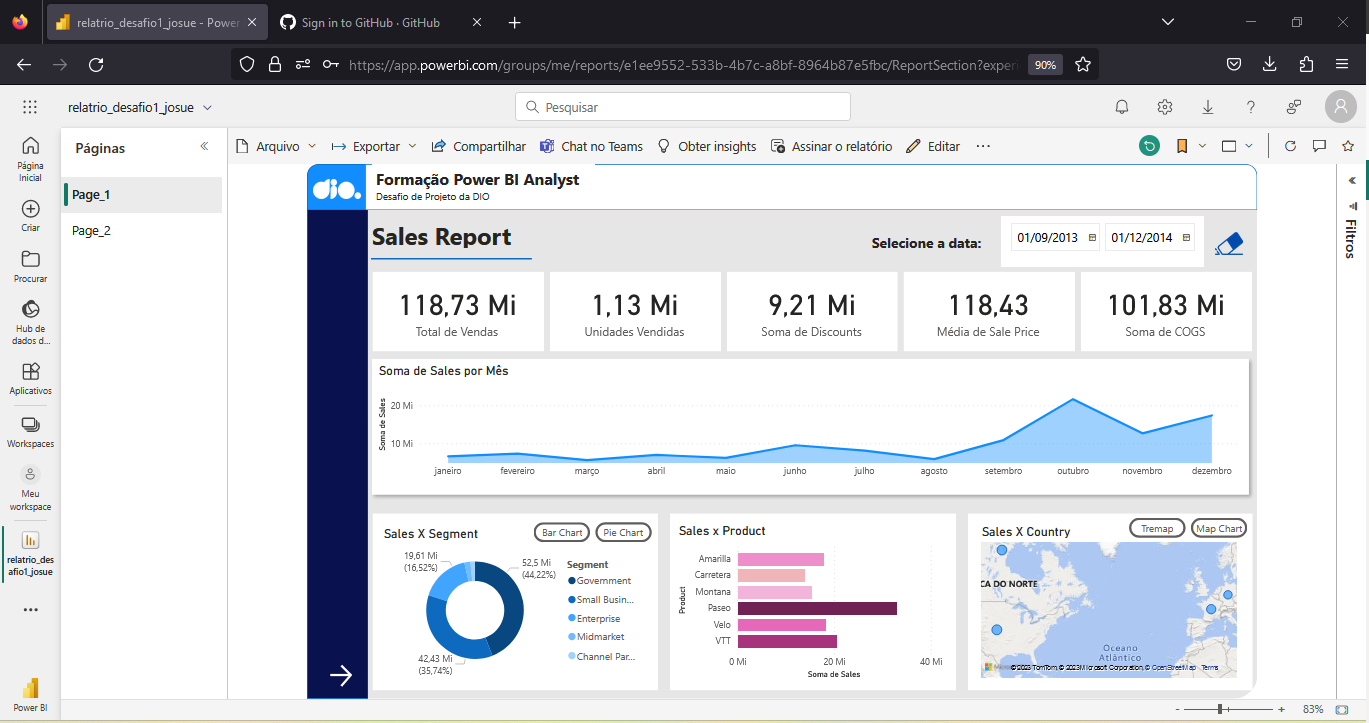 relatrio_desafio1_josue - Power
Sign in to GitHub · GitHub
https://app.powerbi.com/groups/me/reports/e1ee9552-533b-4b7c-a8bf-8964b87e5fbc/ReportSection?experi
90%
relatrio_desafio1_josue
Pesquisar
Página
Inicial
Criar
Procurar
Hub de
dados d...
Aplicativos
Workspaces
Meu
workspace
relatrio_des
afio1_josue
Power BI
Páginas
Page_1
Page_2
Arquivo
Exportar
Compartilhar
Chat no Teams
Obter insights
Assinar o relatório
Editar
Filtros
dio.
Formação Power BI Analyst
Desafio de Projeto da DIO
Sales Report
Selecione a data:
01/09/2013
01/12/2014
118,73 Mi
Total de Vendas
1,13 Mi
Unidades Vendidas
9,21 Mi
Soma de Discounts
118,43
Média de Sale Price
101,83 Mi
Soma de COGS
Soma de Sales por Mês
Soma de Sales
20 Mi
10 Mi
janeiro fevereiro março abril maio junho julho agosto setembro outubro novembro dezembro
Sales X Segment
Bar Chart
Pie Chart
19,61 Mi
(16,52%)
52,5 Mi
(44,22%)
42,43 Mi
(35,74%)
Segment
Government
Small Busin...
Enterprise
Midmarket
Channel Par...
Sales x Product
Product
Amarilla
Carretera
Montana
Paseo
Velo
VTT
0 Mi 20 Mi 40 Mi
Soma de Sales
Sales X Country
Tremap
Map Chart
CA DO NORTE
Oceano
Atlântico
© 2023 TomTom, © 2023 Microsoft Corporation, © OpenStreetMap Terms
- + 83%